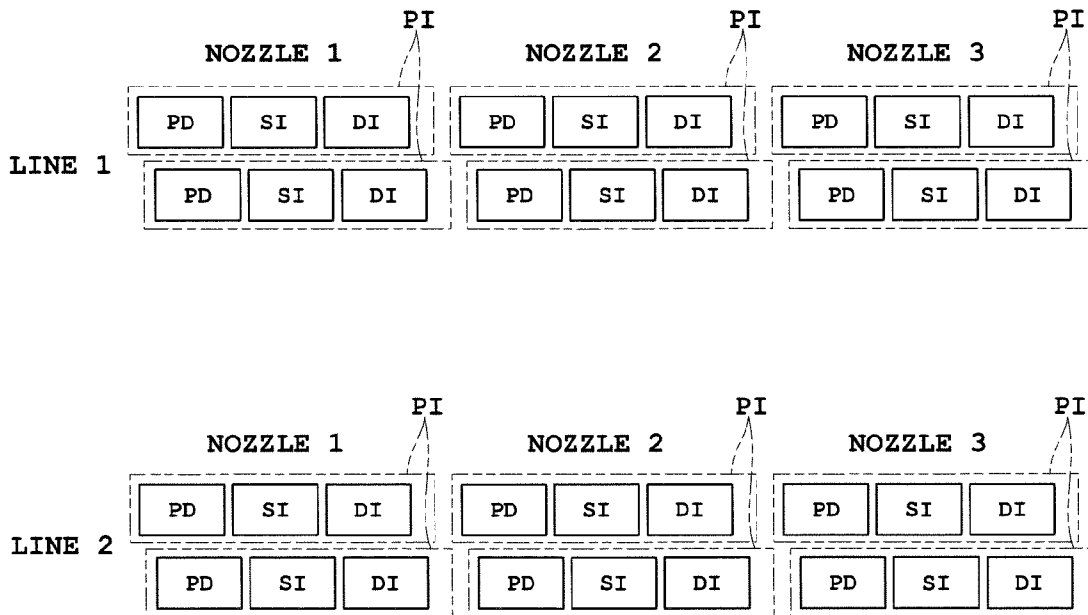 PI PI PI
NOZZLE 1 NOZZLE 2 NOZZLE 3
PD SI DI PD SI DI PD SI DI
LINE 1
PD SI DI PD SI DI PD SI DI
PI PI PI
NOZZLE 1 NOZZLE 2 NOZZLE 3
PD SI DI PD SI DI PD SI DI
LINE 2
PD SI DI PD SI DI PD SI DI